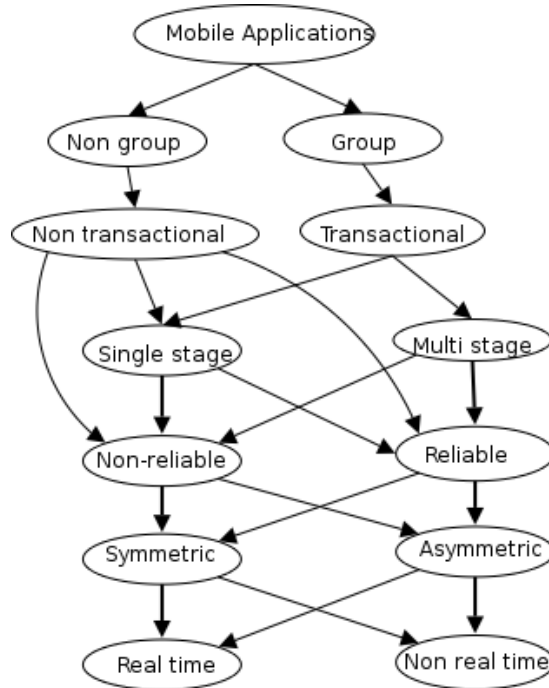 Mobile Applications
Non group
Group
Non transactional
Transactional
Single stage
Multi stage
Non-reliable
Reliable
Symmetric
Asymmetric
Real time
Non real time